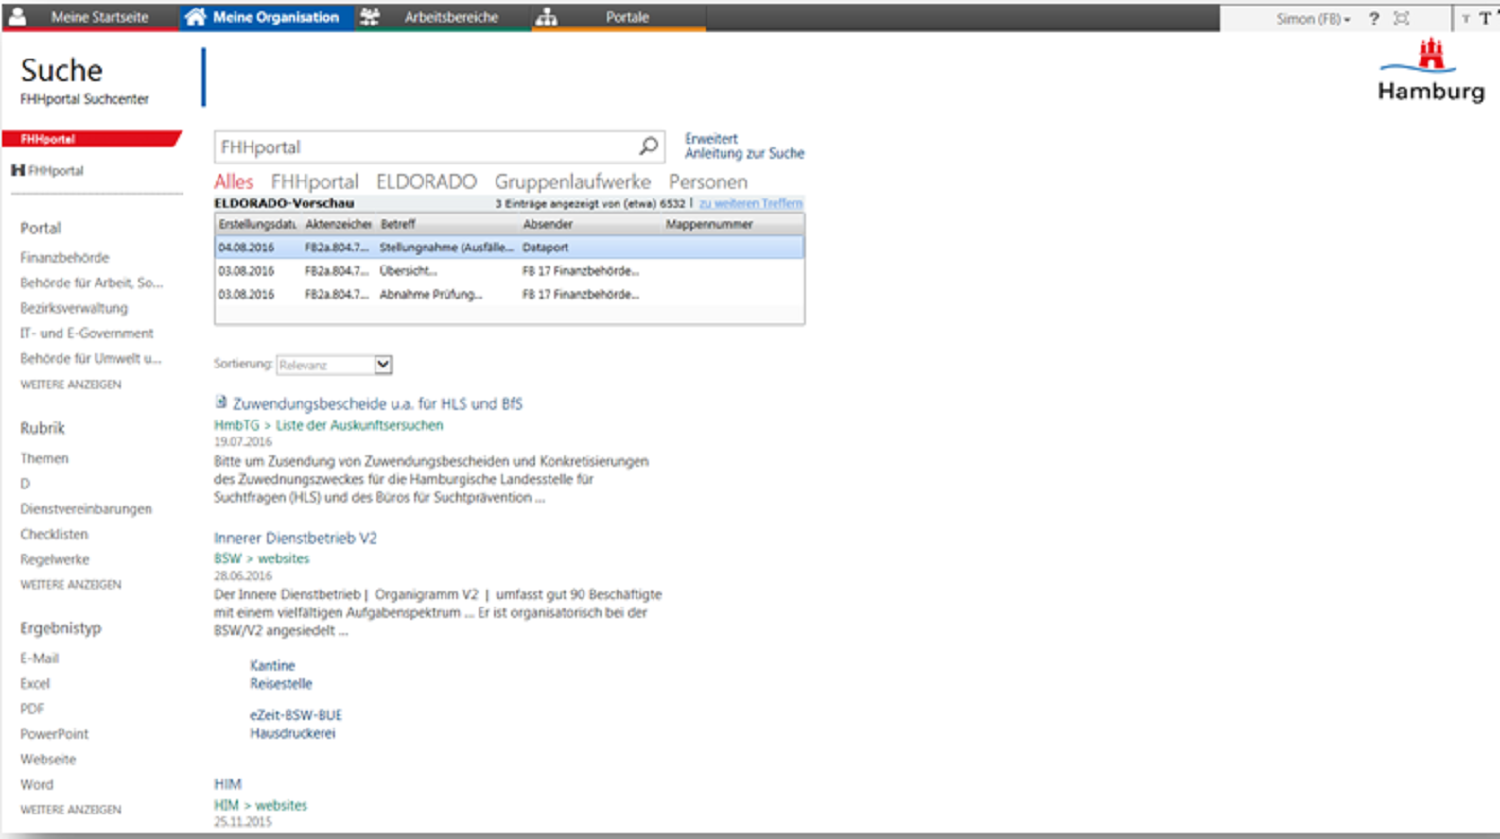 Meine Startseite Meine Organisation Arbeitsbereiche Portale Simon (FB) ? T T
Suche
FHHportal Suchcenter
Hamburg
FHHportal
FHHportal
FHHportal
Erweitert
Anleitung zur Suche
Alles FHHportal ELDORADO Gruppenlaufwerke Personen
ELDORADO-Vorschau 3 Einträge angezeigt von (etwa) 6532 | zu weiteren Treffern
Erstellungsdatu Aktenzeichen Betreff Absender Mappennummer
04.08.2016 FB2a.804.7... Stellungnahme (Ausfälle... Dataport
03.08.2016 FB2a.804.7... Übersicht... FB 17 Finanzbehörde...
03.08.2016 FB2a.804.7... Abnahme Prüfung... FB 17 Finanzbehörde...
Portal
Finanzbehörde
Behörde für Arbeit, So...
Bezirksverwaltung
IT- und E-Government
Behörde für Umwelt u...
WEITERE ANZEIGEN
Rubrik
Themen
D
Dienstvereinbarungen
Checklisten
Regelwerke
WEITERE ANZEIGEN
Ergebnistyp
E-Mail
Excel
PDF
PowerPoint
Webseite
Word
WEITERE ANZEIGEN
Sortierung: Relevanz
Zuwendungsbescheide u.a. für HLS und BfS
HmbTG > Liste der Auskunftsersuchen
19.07.2016
Bitte um Zusendung von Zuwendungsbescheiden und Konkretisierungen
des Zuwednungszweckes für die Hamburgische Landesstelle für
Suchtfragen (HLS) und des Büros für Suchtprävention ...
Innerer Dienstbetrieb V2
BSW > websites
28.06.2016
Der Innere Dienstbetrieb | Organigramm V2 | umfasst gut 90 Beschäftigte
mit einem vielfältigen Aufgabenspektrum ... Er ist organisatorisch bei der
BSW/V2 angesiedelt ...
Kantine
Reisestelle
eZeit-BSW-BUE
Hausdruckerei
HIM
HIM > websites
25.11.2015